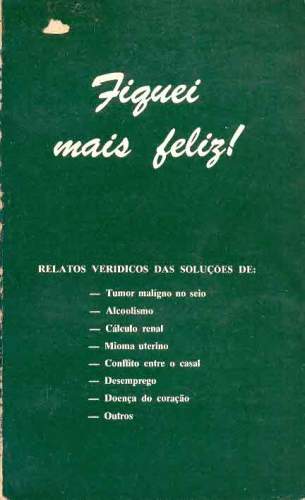 Fiquei
mais feliz!
RELATOS VERIDICOS DAS SOLUÇÕES DE:
— Tumor maligno no seio
— Alcoolismo
— Cálculo renal
— Mioma uterino
— Conflito entre o casal
— Desemprego
— Doença do coração
— Outros